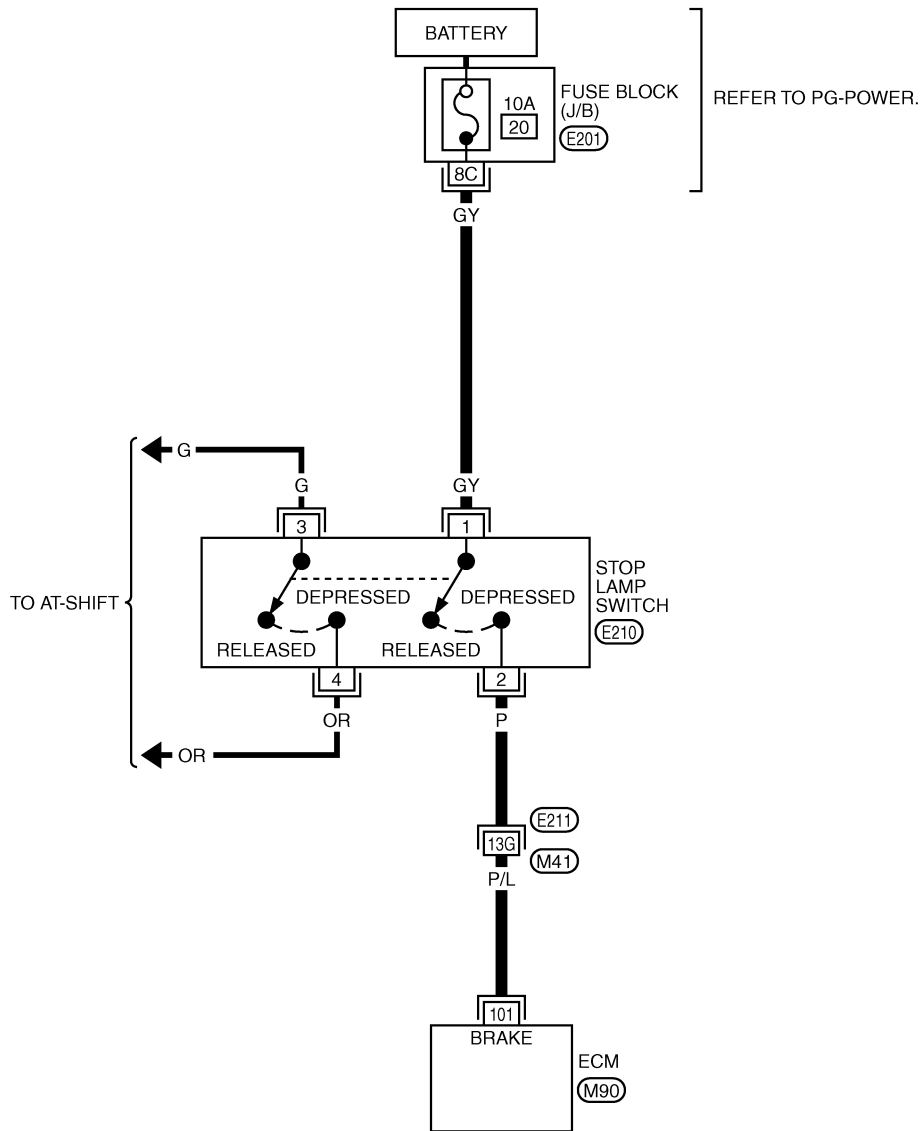 BATTERY
FUSE BLOCK
(J/B)
10A
20
E201
REFER TO PG-POWER.
8C
GY
G
G
GY
3
1
TO AT-SHIFT
DEPRESSED
DEPRESSED
RELEASED
RELEASED
STOP
LAMP
SWITCH
E210
4
2
OR
P
OR
E211
13G
M41
P/L
101
BRAKE
ECM
M90